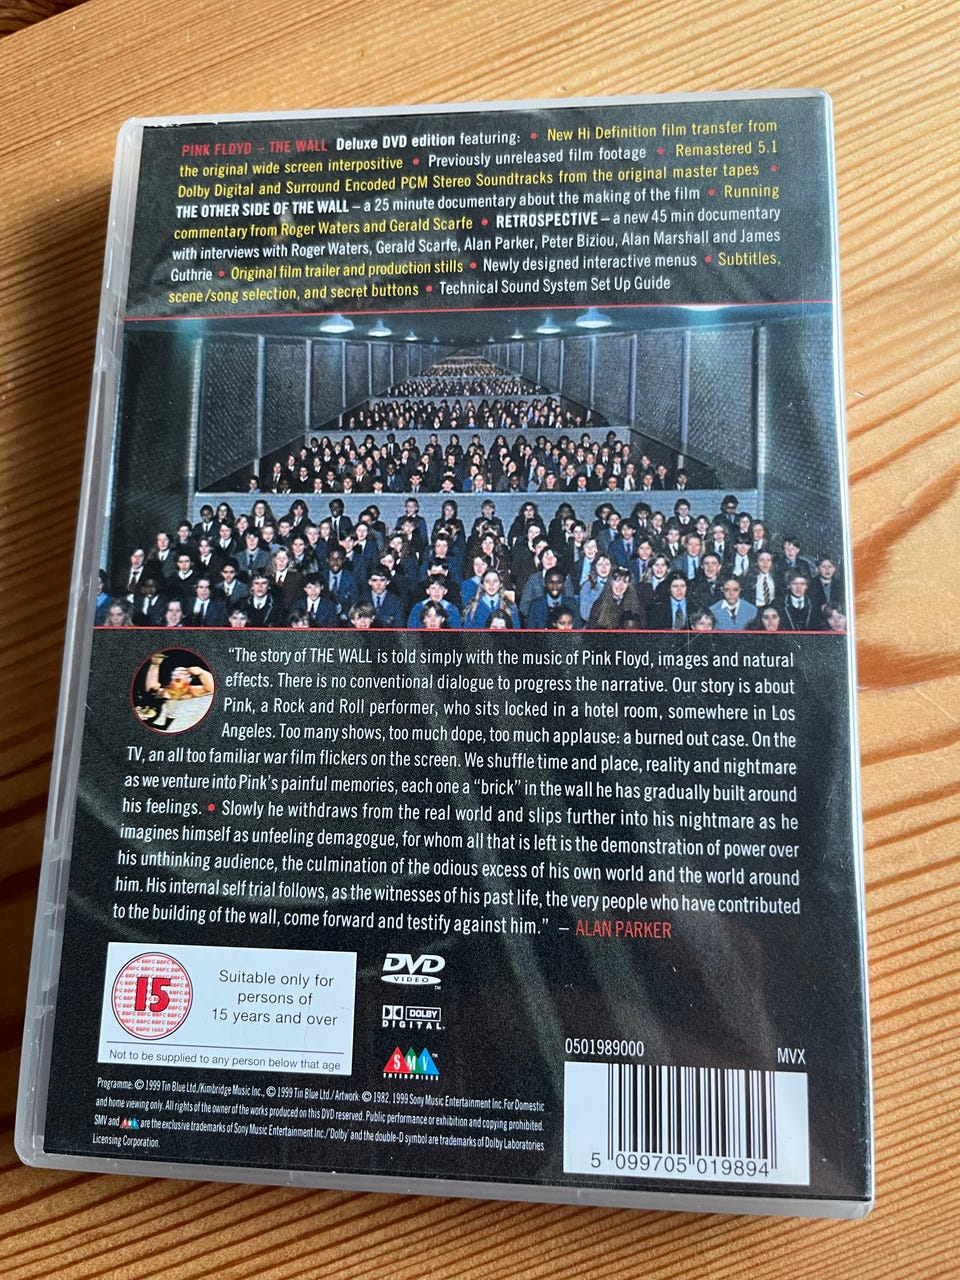 PINK FLOYD – THE WALL Deluxe DVD edition featuring: • New Hi Definition film transfer from
the original wide screen interpositive • Previously unreleased film footage • Remastered 5.1
Dolby Digital and Surround Encoded PCM Stereo Soundtracks from the original master tapes •
THE OTHER SIDE OF THE WALL – a 25 minute documentary about the making of the film • Running
commentary from Roger Waters and Gerald Scarfe • RETROSPECTIVE – a new 45 min documentary
with interviews with Roger Waters, Gerald Scarfe, Alan Parker, Peter Biziou, Alan Marshall and James
Guthrie • Original film trailer and production stills • Newly designed interactive menus • Subtitles,
scene/song selection, and secret buttons • Technical Sound System Set Up Guide
“The story of THE WALL is told simply with the music of Pink Floyd, images and natural
effects. There is no conventional dialogue to progress the narrative. Our story is about
Pink, a Rock and Roll performer, who sits locked in a hotel room, somewhere in Los
Angeles. Too many shows, too much dope, too much applause: a burned out case. On the
TV, an all too familiar war film flickers on the screen. We shuffle time and place, reality and nightmare
as we venture into Pink’s painful memories, each one a “brick” in the wall he has gradually built around
his feelings. • Slowly he withdraws from the real world and slips further into his nightmare as he
imagines himself as unfeeling demagogue, for whom all that is left is the demonstration of power over
his unthinking audience, the culmination of the odious excess of his own world and the world around
him. His internal self trial follows, as the witnesses of his past life, the very people who have contributed
to the building of the wall, come forward and testify against him.” – ALAN PARKER
15
Suitable only for
persons of
15 years and over
Not to be supplied to any person below that age
DVD
VIDEO™
DOLBY
DIGITAL
SMV™
ENTERPRISES
Programme: © 1999 Tin Blue Ltd./Kimbridge Music Inc., © 1999 Tin Blue Ltd./ Artwork: © 1982, 1999 Sony Music Entertainment Inc. For Domestic
and home viewing only. All rights of the owner of the works produced on this DVD reserved. Public performance or exhibition and copying prohibited.
SMV and SMV are the exclusive trademarks of Sony Music Entertainment Inc./‘Dolby’ and the double-D symbol are trademarks of Dolby Laboratories
Licensing Corporation.
0501989000
MVX
5 099705 019894